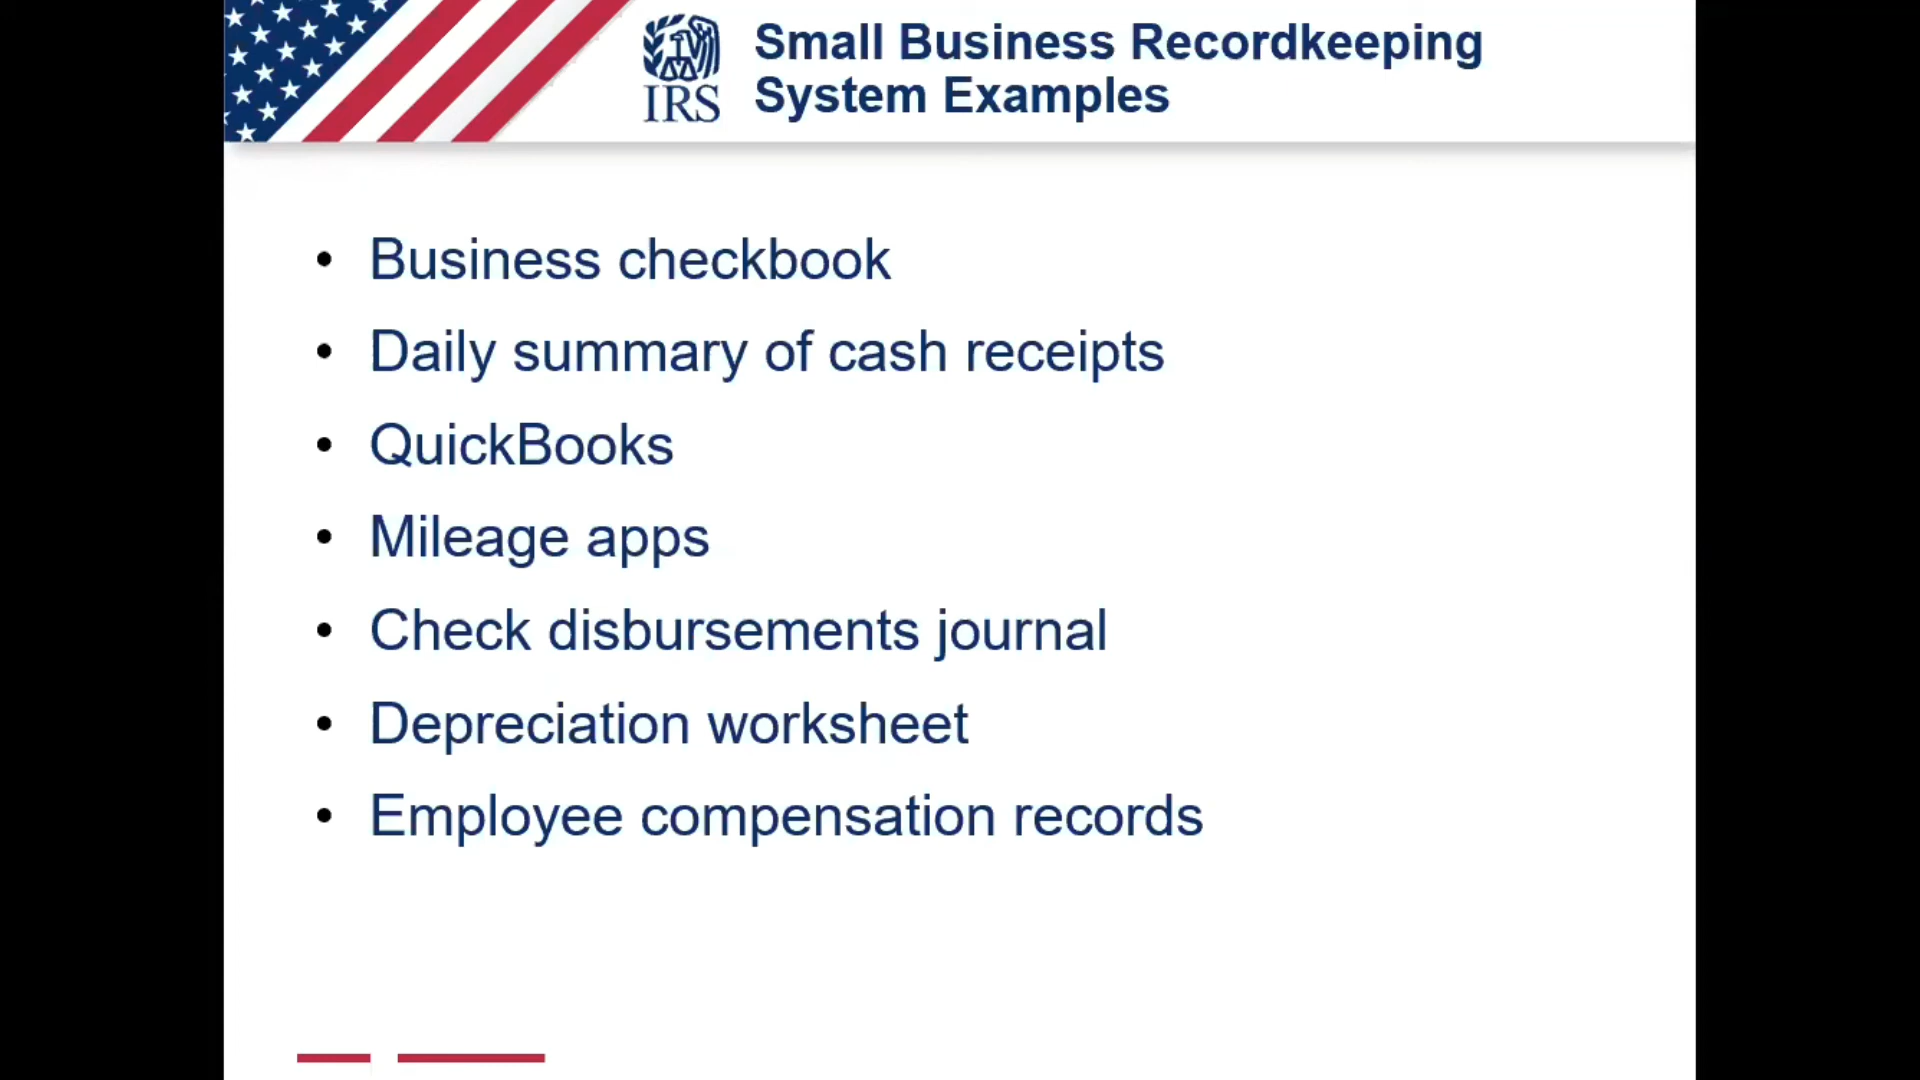 IRS
Small Business Recordkeeping
System Examples
• Business checkbook
• Daily summary of cash receipts
• QuickBooks
• Mileage apps
• Check disbursements journal
• Depreciation worksheet
• Employee compensation records